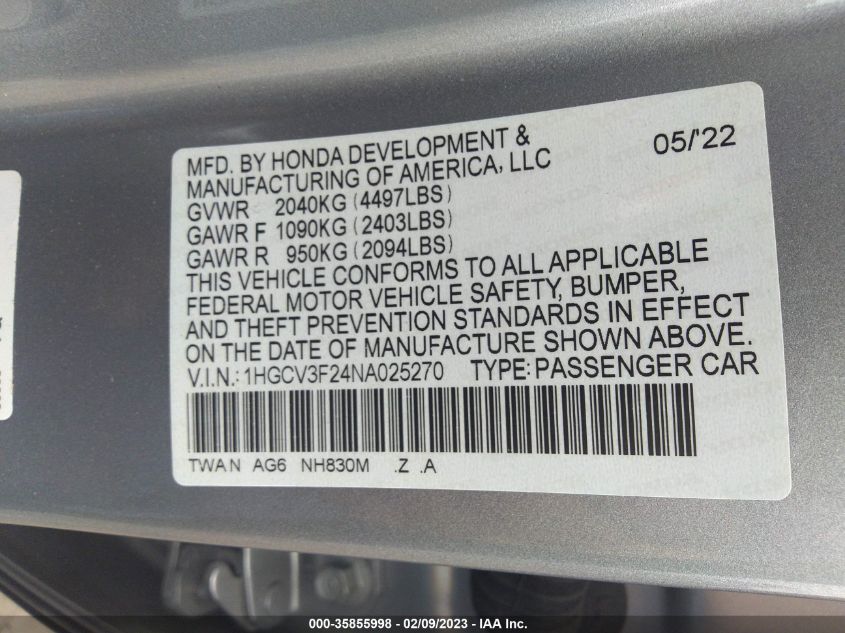 MFD. BY HONDA DEVELOPMENT & 05/'22
MANUFACTURING OF AMERICA, LLC
GVWR 2040KG (4497LBS)
GAWR F 1090KG (2403LBS)
GAWR R 950KG (2094LBS)
THIS VEHICLE CONFORMS TO ALL APPLICABLE
FEDERAL MOTOR VEHICLE SAFETY, BUMPER,
AND THEFT PREVENTION STANDARDS IN EFFECT
ON THE DATE OF MANUFACTURE SHOWN ABOVE.
V.I.N.: 1HGCV3F24NA025270 TYPE: PASSENGER CAR
TWA N AG6 NH830M .Z .A
000-35855998 - 02/09/2023 - IAA Inc.